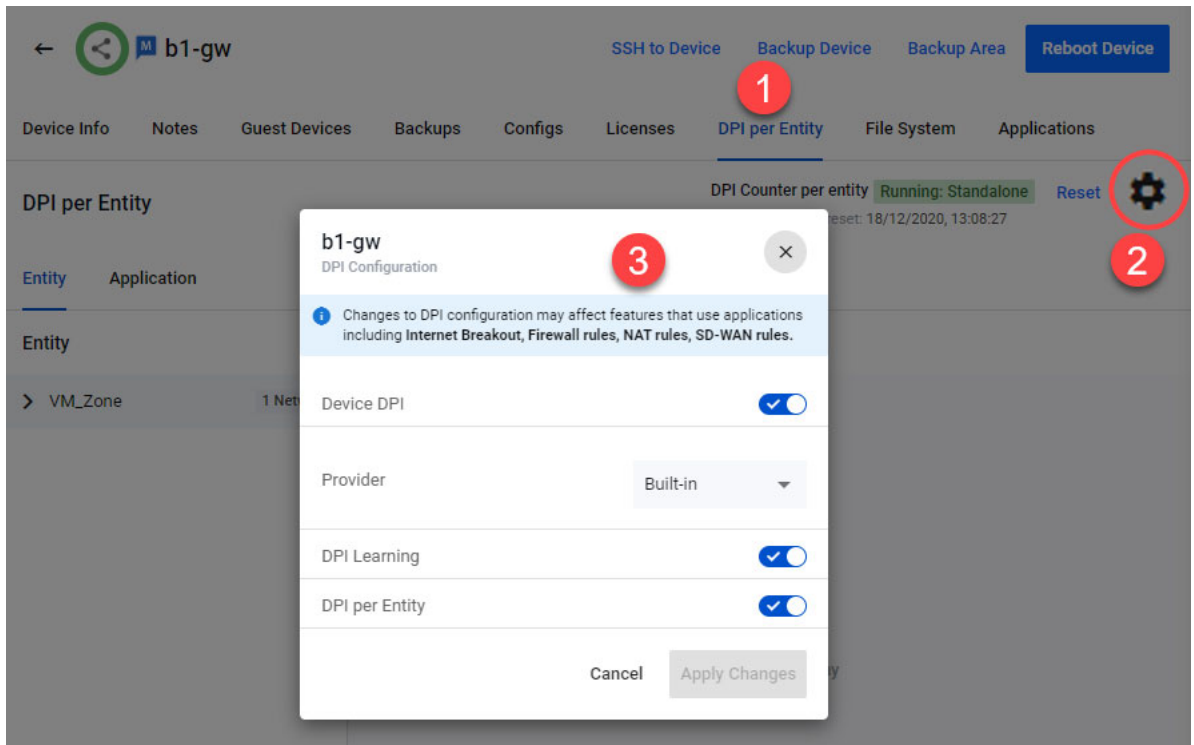 M b1-gw SSH to Device Backup Device Backup Area Reboot Device
1
Device Info Notes Guest Devices Backups Configs Licenses DPI per Entity File System Applications
DPI per Entity
DPI Counter per entity Running: Standalone Reset
reset: 18/12/2020, 13:08:27
2
Entity Application
Entity
VM_Zone 1 Net
b1-gw
DPI Configuration
3
Changes to DPI configuration may affect features that use applications
including Internet Breakout, Firewall rules, NAT rules, SD-WAN rules.
Device DPI
Provider Built-in
DPI Learning
DPI per Entity
Cancel Apply Changes